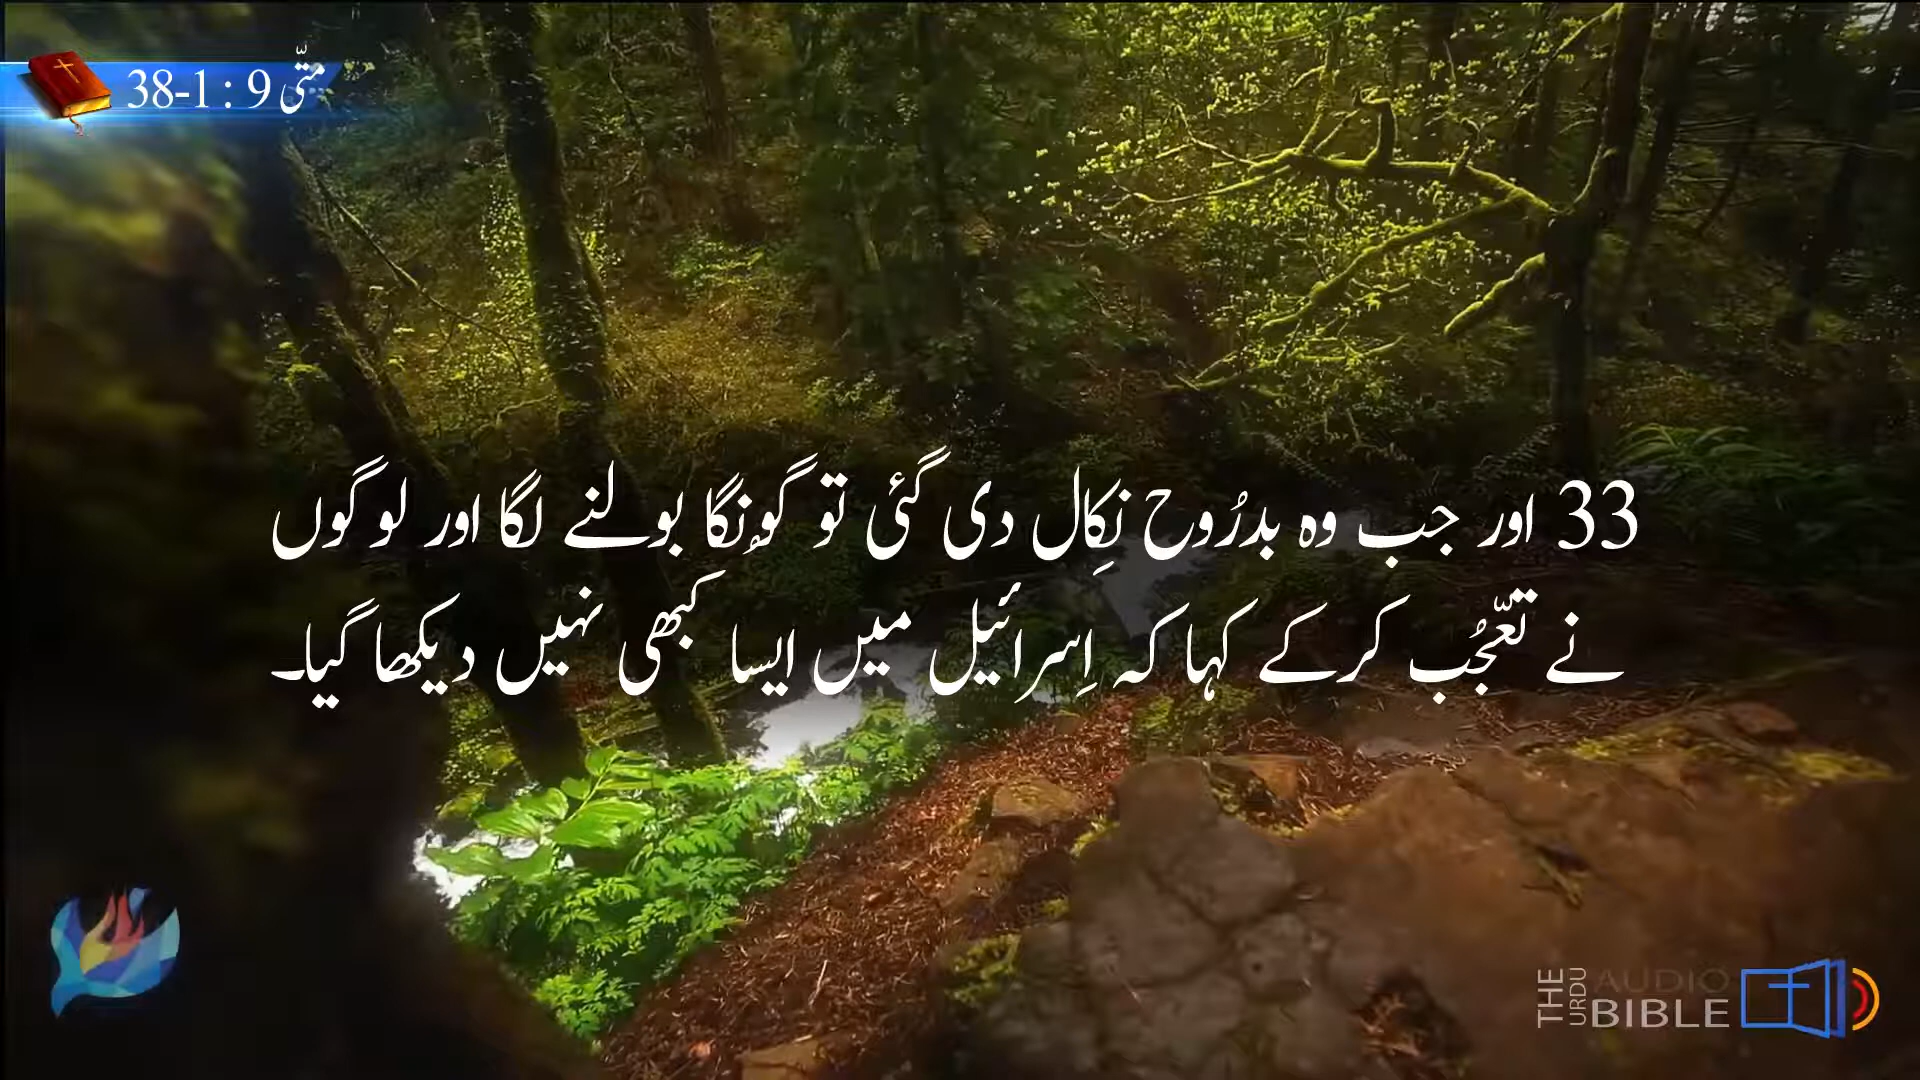 متّی 9 : 1-38
33 اور جب وہ بدرُوح نِکال دی گئی تو گُونگا بولنے لگا اور لوگوں
نے تعّجُب کر کے کہا کہ اِسرائیل میں ایسا کبھی نہیں دیکھا گیا۔
THE URDU AUDIO BIBLE